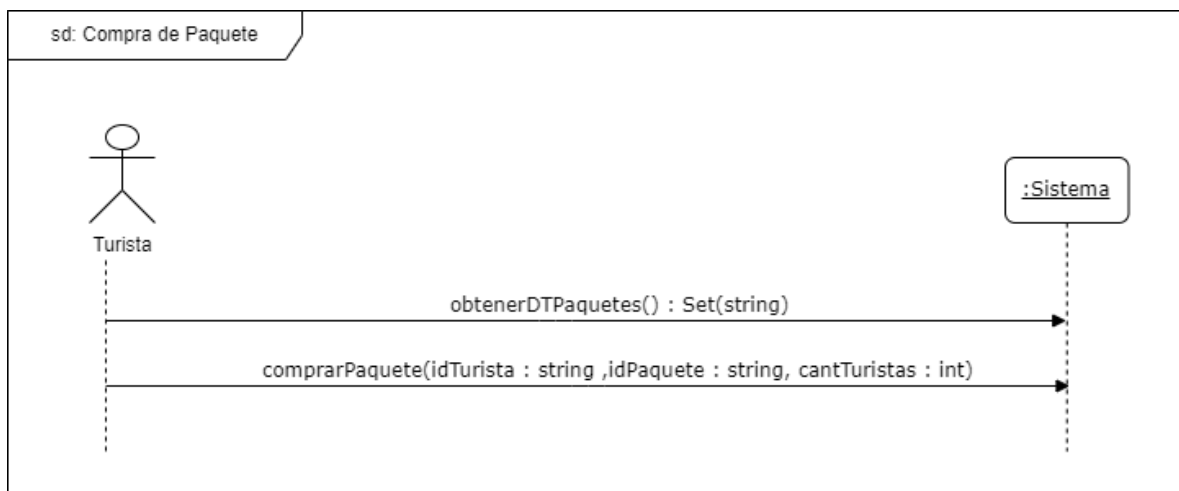 sd: Compra de Paquete
Turista
:Sistema
obtenerDTPaquetes() : Set(string)
comprarPaquete(idTurista : string ,idPaquete : string, cantTuristas : int)